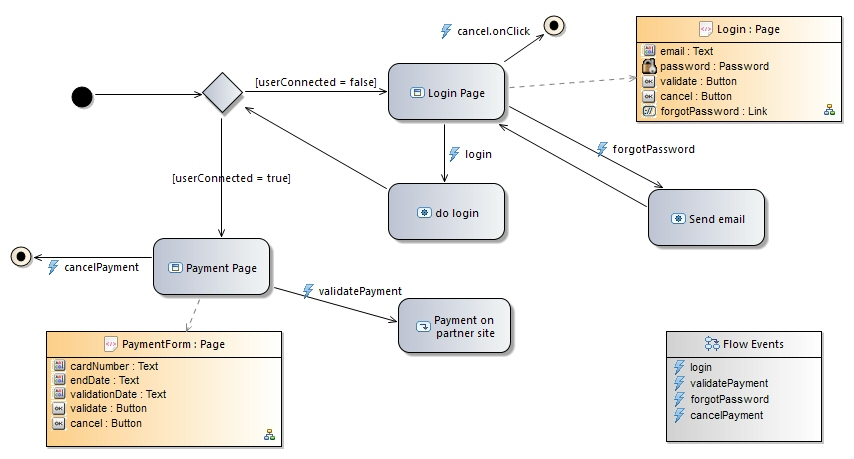 cancel.onClick
Login : Page
email : Text
password : Password
validate : Button
cancel : Button
forgotPassword : Link
[userConnected = false]
Login Page
login
forgotPassword
[userConnected = true]
do login
Send email
cancelPayment
Payment Page
validatePayment
Payment on
partner site
PaymentForm : Page
cardNumber : Text
endDate : Text
validationDate : Text
validate : Button
cancel : Button
Flow Events
login
validatePayment
forgotPassword
cancelPayment